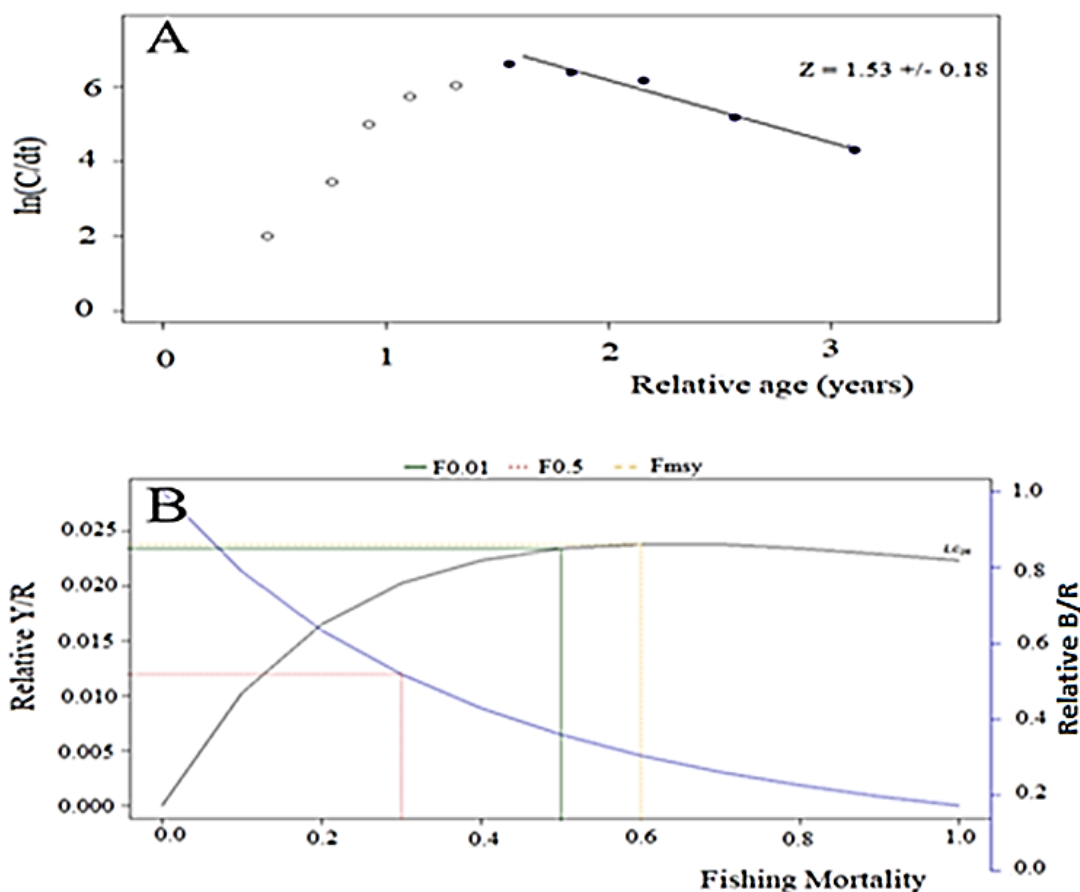 A
Z = 1.53 +/- 0.18
ln(C/dt)
6
4
2
0
0 1 2 3
Relative age (years)
F0.01 F0.5 Fmsy
B
Relative Y/R
0.025
0.020
0.015
0.010
0.005
0.000
0.0 0.2 0.4 0.6 0.8 1.0
Fishing Mortality
1.0
0.8
0.6
0.4
0.2
0.0
Relative B/R